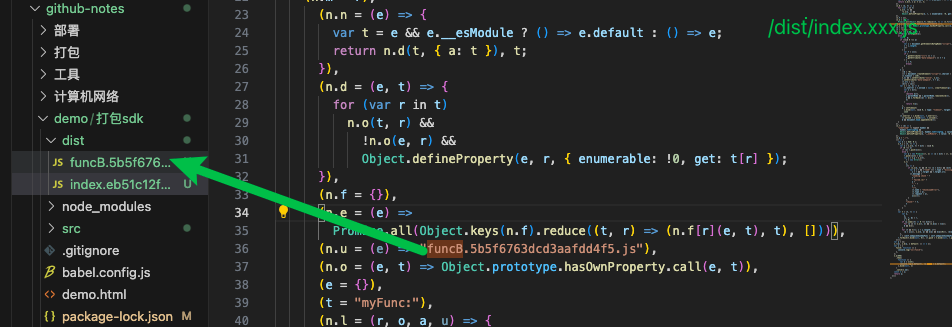 github-notes
部署
打包
工具
计算机网络
demo/打包sdk
dist
JS funcB.5b5f676...
JS index.eb51c12f... U
node_modules
src
.gitignore
babel.config.js
demo.html
package-lock.json M
/dist/index.xxx.js
23 (n.n = (e) => {
24 var t = e && e.__esModule ? () => e.default : () => e;
25 return n.d(t, { a: t }), t;
26 }),
27 (n.d = (e, t) => {
28 for (var r in t)
29 n.o(t, r) &&
30 !n.o(e, r) &&
31 Object.defineProperty(e, r, { enumerable: !0, get: t[r] });
32 }),
33 (n.f = {}),
34 (n.e = (e) =>
35 Promise.all(Object.keys(n.f).reduce((t, r) => (n.f[r](e, t), t), []))),
36 (n.u = (e) => "funcB.5b5f6763dcd3aafdd4f5.js"),
37 (n.o = (e, t) => Object.prototype.hasOwnProperty.call(e, t)),
38 (e = {}),
39 (t = "myFunc:"),
40 (n.l = (r, o, a, u) => {